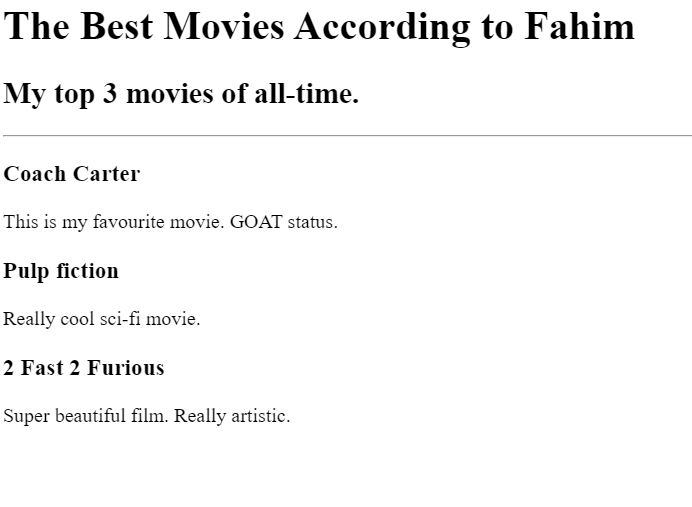 The Best Movies According to Fahim
My top 3 movies of all-time.
Coach Carter
This is my favourite movie. GOAT status.
Pulp fiction
Really cool sci-fi movie.
2 Fast 2 Furious
Super beautiful film. Really artistic.